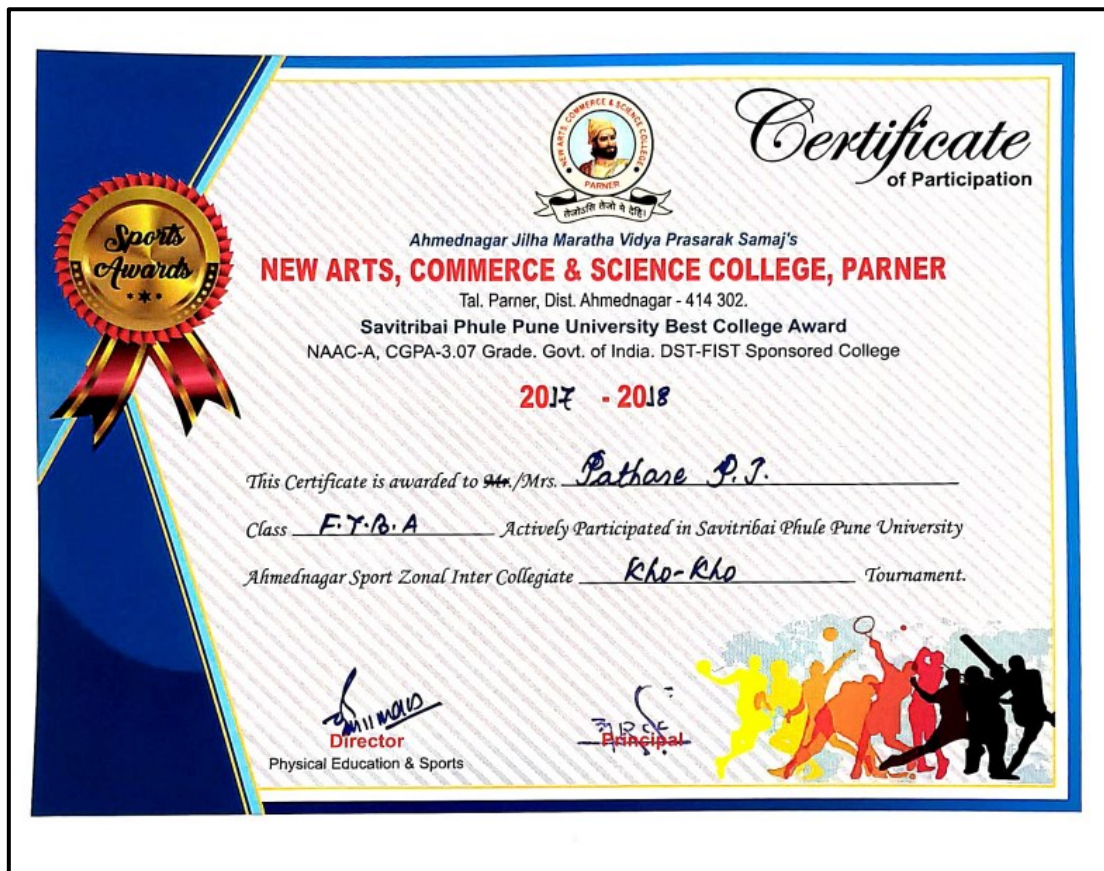 Certificate
of Participation
NEW ARTS, COMMERCE & SCIENCE COLLEGE
PARNER
तेजोऽसि तेजो मे देहि।
Sports
Awards
Ahmednagar Jilha Maratha Vidya Prasarak Samaj's
NEW ARTS, COMMERCE & SCIENCE COLLEGE, PARNER
Tal. Parner, Dist. Ahmednagar - 414 302.
Savitribai Phule Pune University Best College Award
NAAC-A, CGPA-3.07 Grade. Govt. of India. DST-FIST Sponsored College
2017 - 2018
This Certificate is awarded to Mr./Mrs. Pathare P.J.
Class F.Y.B.A Actively Participated in Savitribai Phule Pune University
Ahmednagar Sport Zonal Inter Collegiate Kho-Kho Tournament.
Director
Physical Education & Sports
Principal